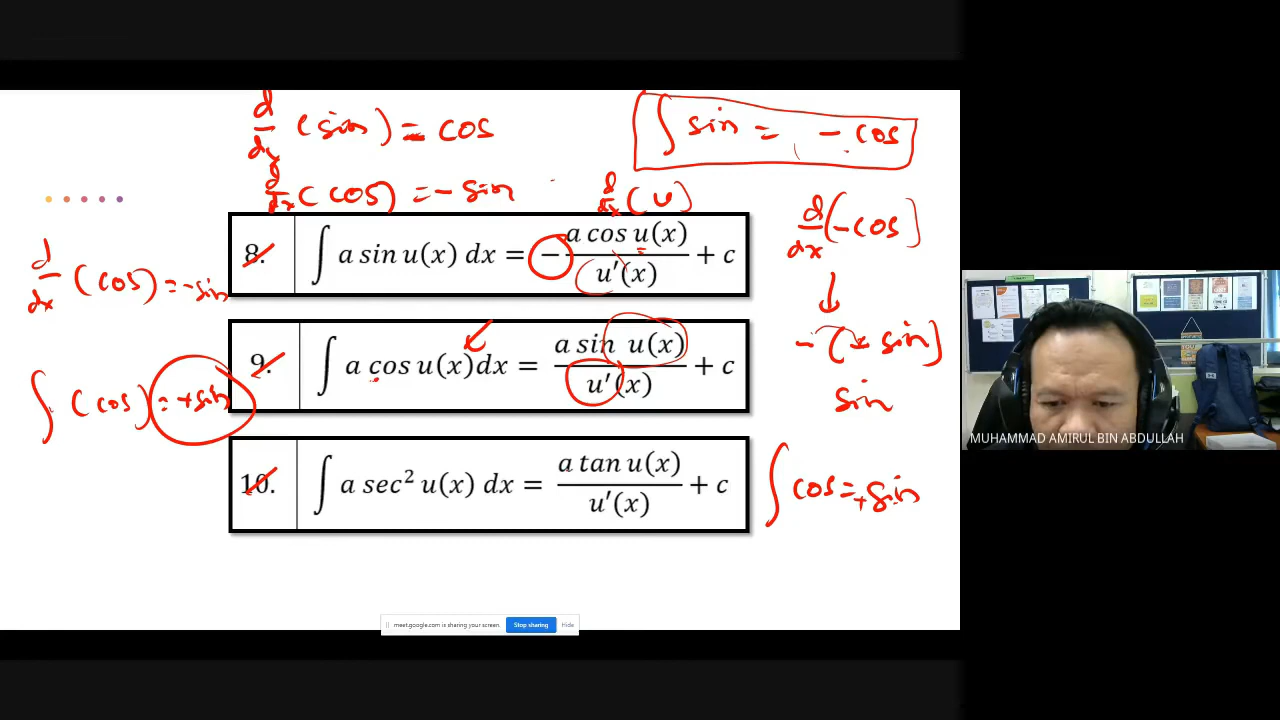 d/dx (sin) = cos
∫ sin = - cos
d/dx (cos) = - sin
d/dx (u)
d/dx (-cos)
8. ∫ a sin u(x) dx = - a cos u(x) / u'(x) + c
d/dx (cos) = - sin
- (- sin)
sin
9. ∫ a cos u(x)dx = a sin u(x) / u'(x) + c
∫ (cos) = + sin
10. ∫ a sec² u(x) dx = a tan u(x) / u'(x) + c
∫ cos = + sin
MUHAMMAD AMIRUL BIN ABDULLAH
meet.google.com is sharing your screen. Stop sharing Hide